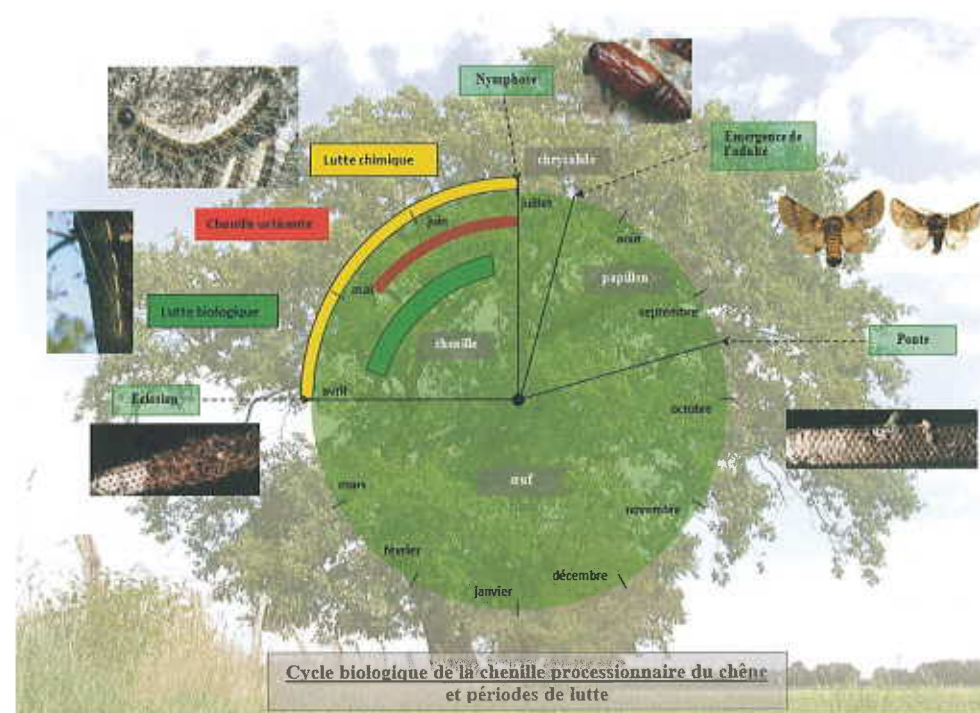 Nymphose
Emergence de
l'adulte
chrysalide
Lutte chimique
juillet
Chenille urticante
juin
août
papillon
mai
septembre
Lutte biologique
chenille
Ponte
Eclosion
avril
octobre
œuf
mars
novembre
février
décembre
janvier
Cycle biologique de la chenille processionnaire du chêne
et périodes de lutte